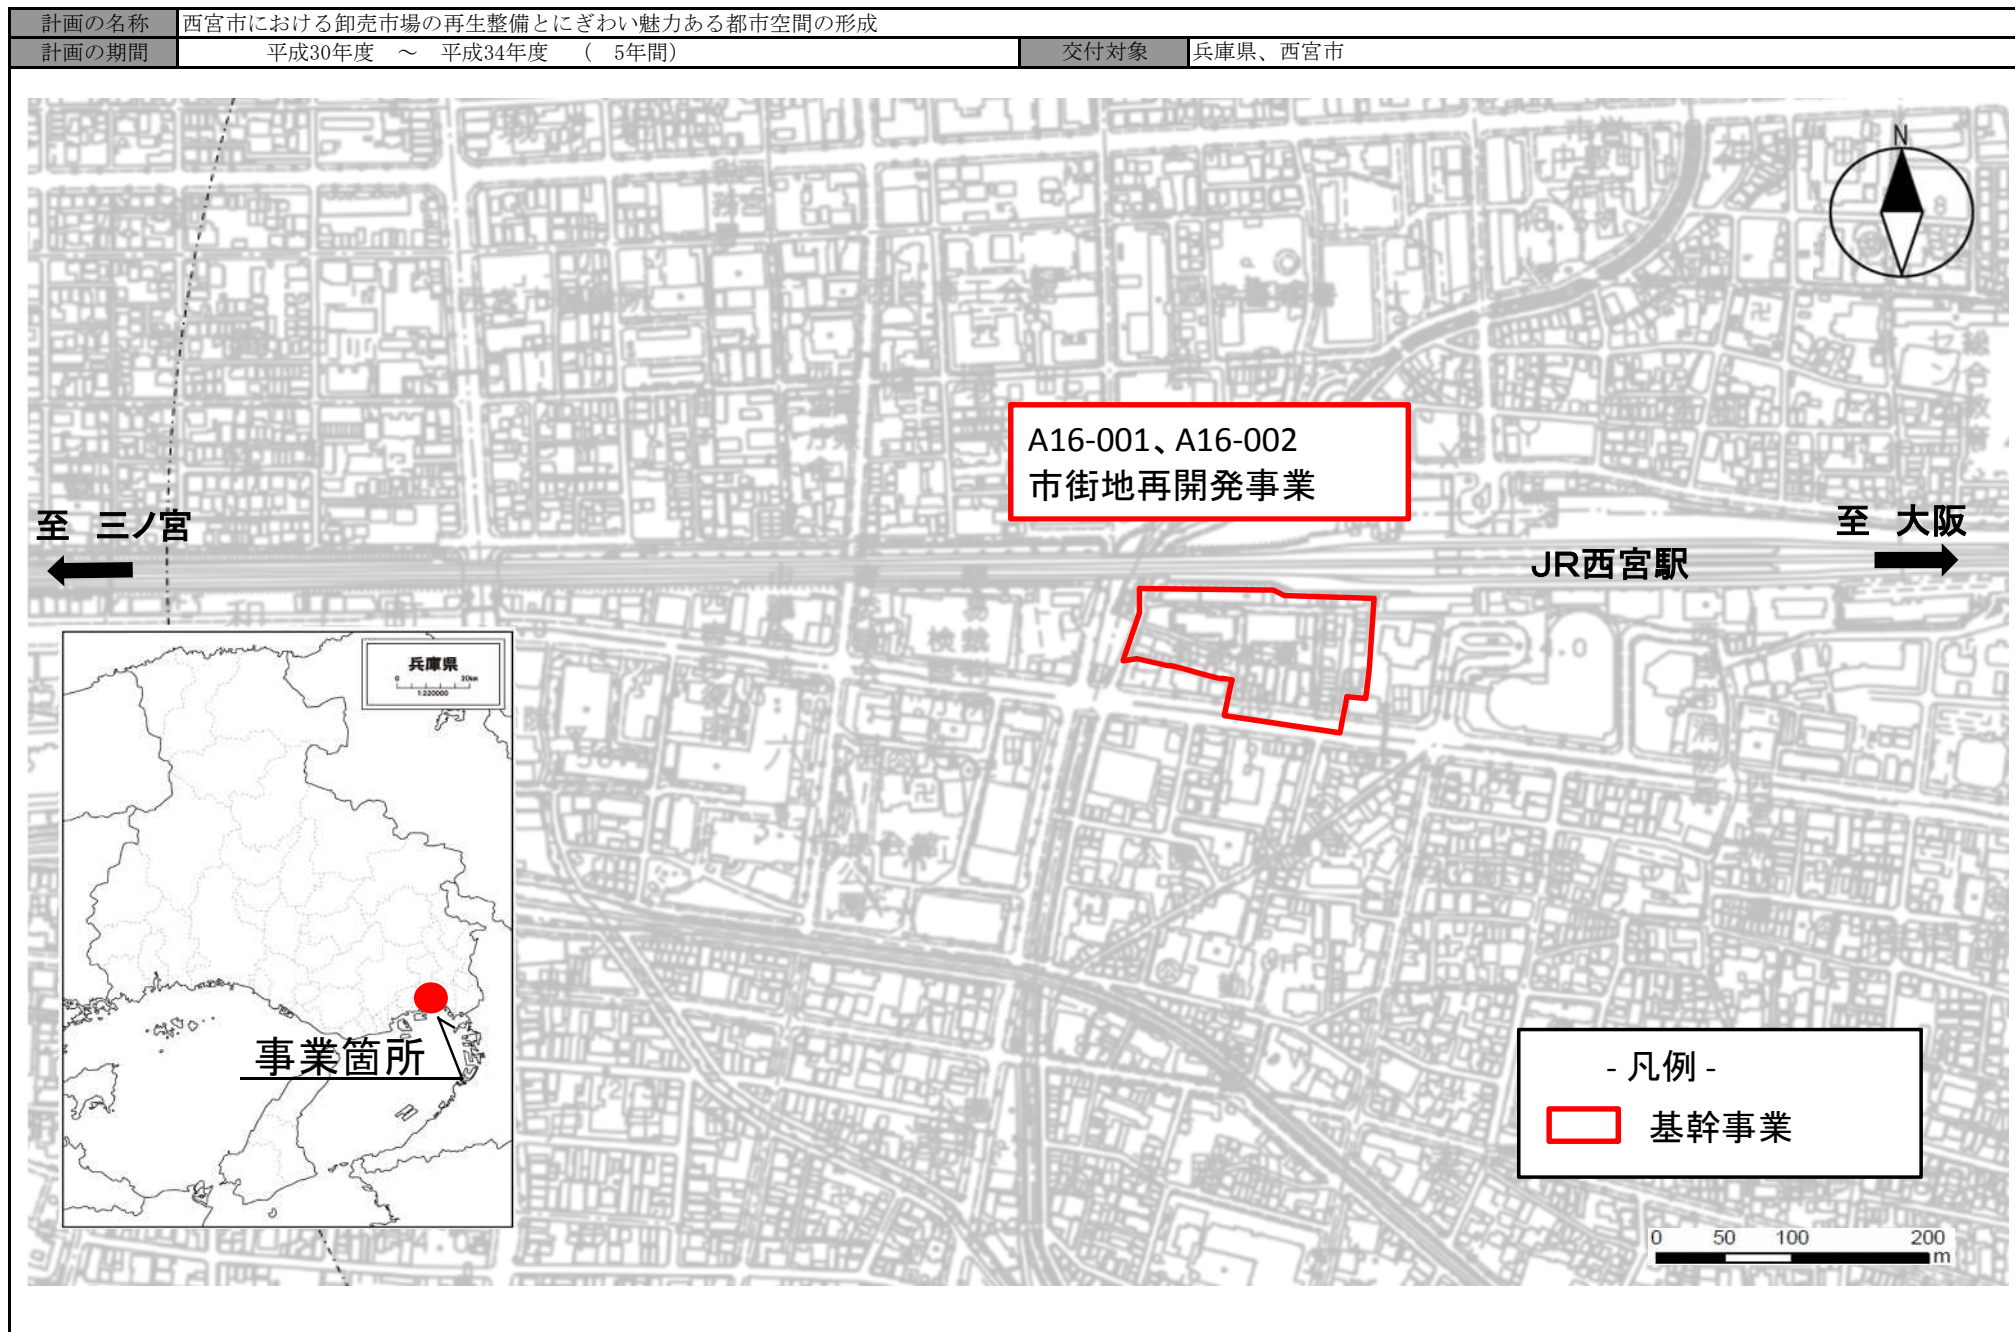 計画の名称 西宮市における卸売市場の再生整備とにぎわい魅力ある都市空間の形成
計画の期間 平成30年度 ～ 平成34年度 （ 5年間） 交付対象 兵庫県、西宮市
N
A16-001、A16-002
市街地再開発事業
至 三ノ宮
至 大阪
JR西宮駅
兵庫県
0 20km
1:220000
事業箇所
- 凡例 -
基幹事業
0 50 100 200
m